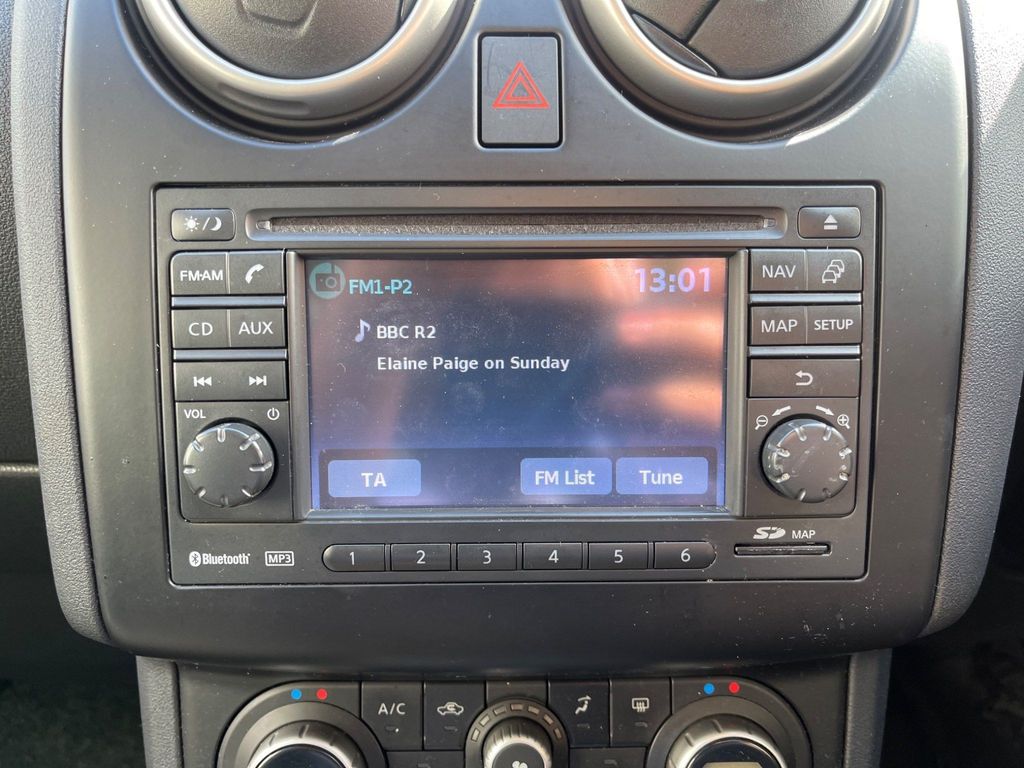 FM·AM
CD AUX
VOL
FM1-P2 13:01
BBC R2
Elaine Paige on Sunday
TA FM List Tune
NAV
MAP SETUP
Bluetooth MP3
1 2 3 4 5 6
SD MAP
A/C